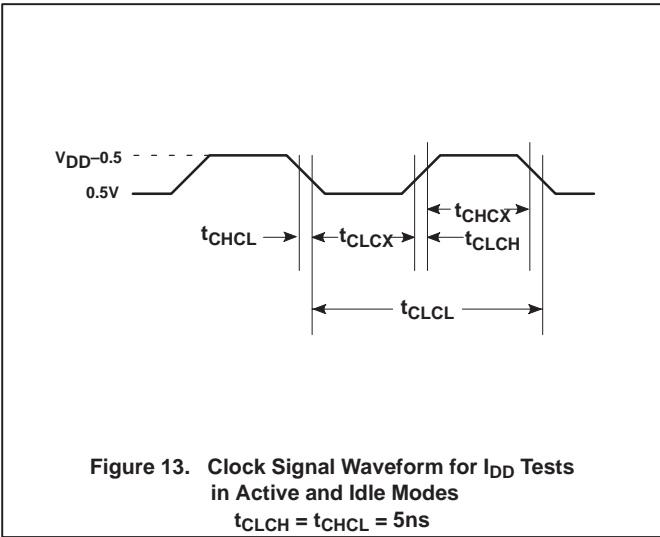 VDD–0.5
0.5V
tCHCX
tCHCL
tCLCX
tCLCH
tCLCL
Figure 13. Clock Signal Waveform for IDD Tests
in Active and Idle Modes
tCLCH = tCHCL = 5ns